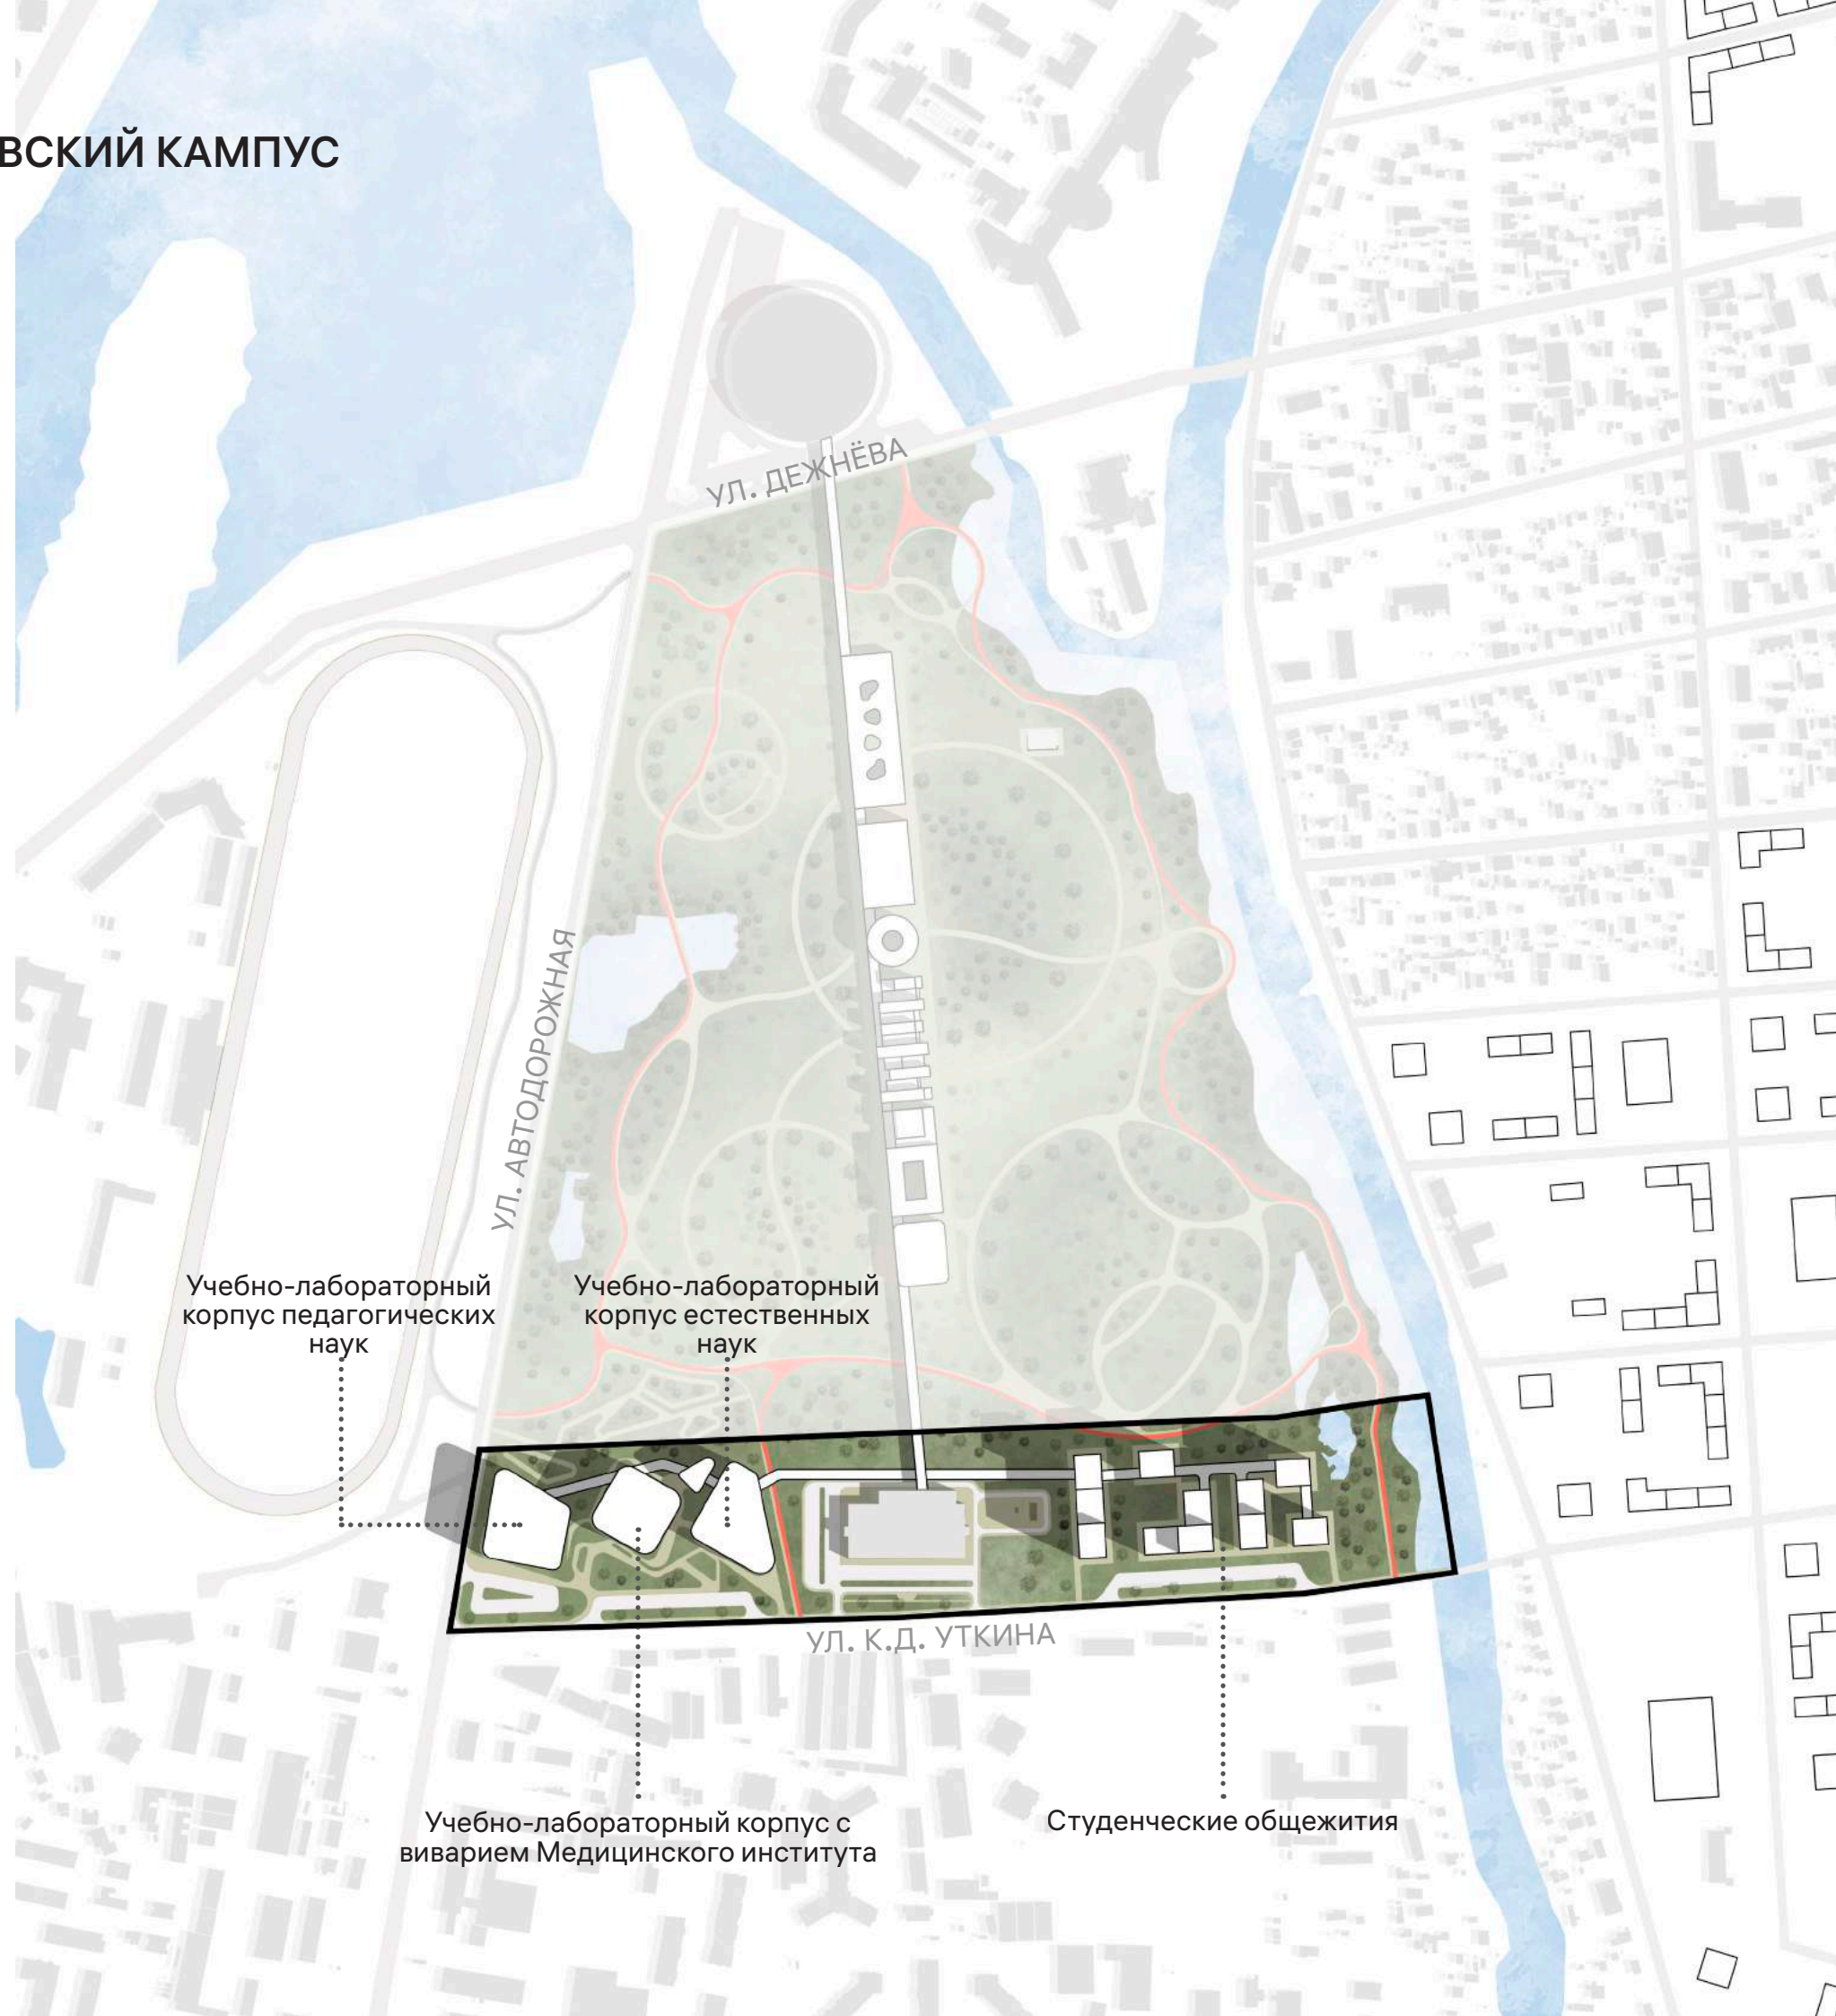 ВСКИЙ КАМПУС
УЛ. ДЕЖНЁВА
УЛ. АВТОДОРОЖНАЯ
Учебно-лабораторный
корпус педагогических
наук
Учебно-лабораторный
корпус естественных
наук
УЛ. К.Д. УТКИНА
Учебно-лабораторный корпус с
виварием Медицинского института
Студенческие общежития